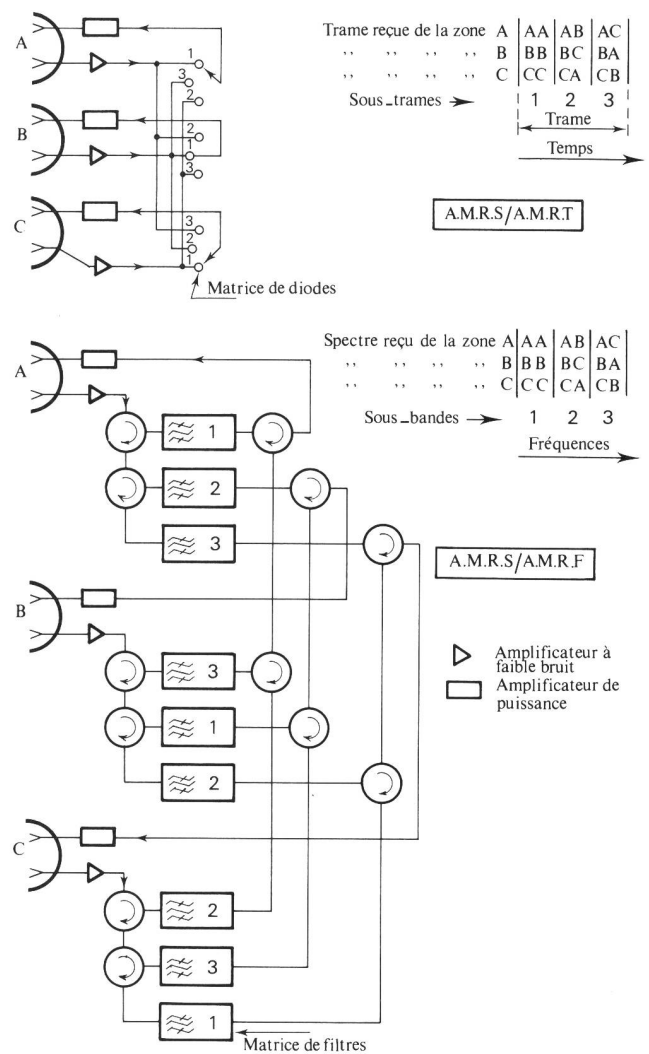 Trame reçue de la zone A AA AB AC
,, ,, ,, ,, B BB BC BA
,, ,, ,, ,, C CC CA CB
Sous_trames 1 2 3
Trame
Temps
A.M.R.S/A.M.R.T
A
1
3
2
B
2
1
3
C
3
2
1
Matrice de diodes
Spectre reçu de la zone A AA AB AC
,, ,, ,, ,, B BB BC BA
,, ,, ,, ,, C CC CA CB
Sous_bandes 1 2 3
Fréquences
A.M.R.S/A.M.R.F
A
1
2
3
B
3
1
2
Amplificateur à
faible bruit
Amplificateur de
puissance
C
2
3
1
Matrice de filtres